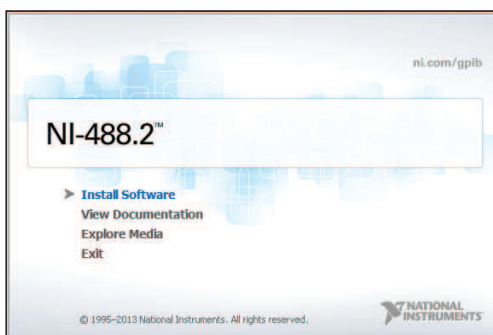 ni.com/gpib
NI-488.2™
Install Software
View Documentation
Explore Media
Exit
© 1995–2013 National Instruments. All rights reserved.
NATIONAL
INSTRUMENTS